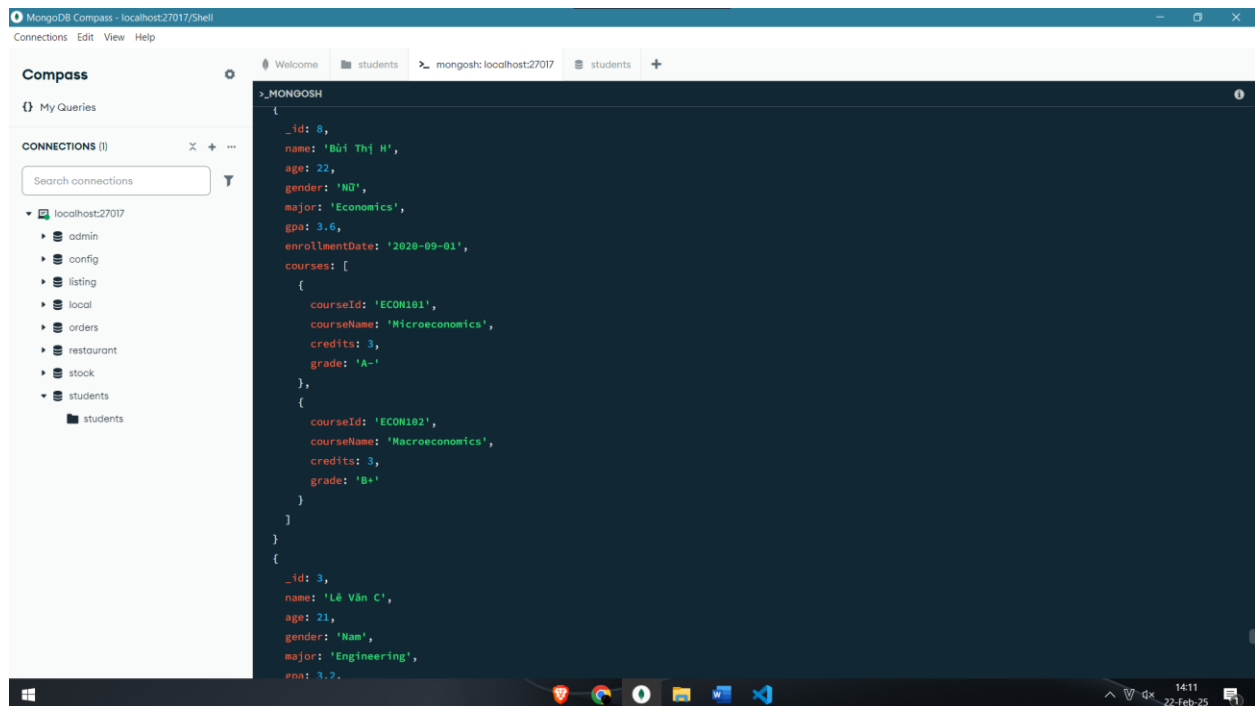 MongoDB Compass - localhost:27017/Shell
Connections Edit View Help
Compass
{} My Queries
CONNECTIONS (1)
Search connections
localhost:27017
admin
config
listing
local
orders
restaurant
stock
students
students
Welcome students >_ mongosh: localhost:27017 students +
>_MONGOSH
{
_id: 8,
name: 'Bùi Thị H',
age: 22,
gender: 'Nữ',
major: 'Economics',
gpa: 3.6,
enrollmentDate: '2020-09-01',
courses: [
{
courseId: 'ECON101',
courseName: 'Microeconomics',
credits: 3,
grade: 'A-'
},
{
courseId: 'ECON102',
courseName: 'Macroeconomics',
credits: 3,
grade: 'B+'
}
]
}
{
_id: 3,
name: 'Lê Văn C',
age: 21,
gender: 'Nam',
major: 'Engineering',
gpa: 3.2,
14:11
22-Feb-25